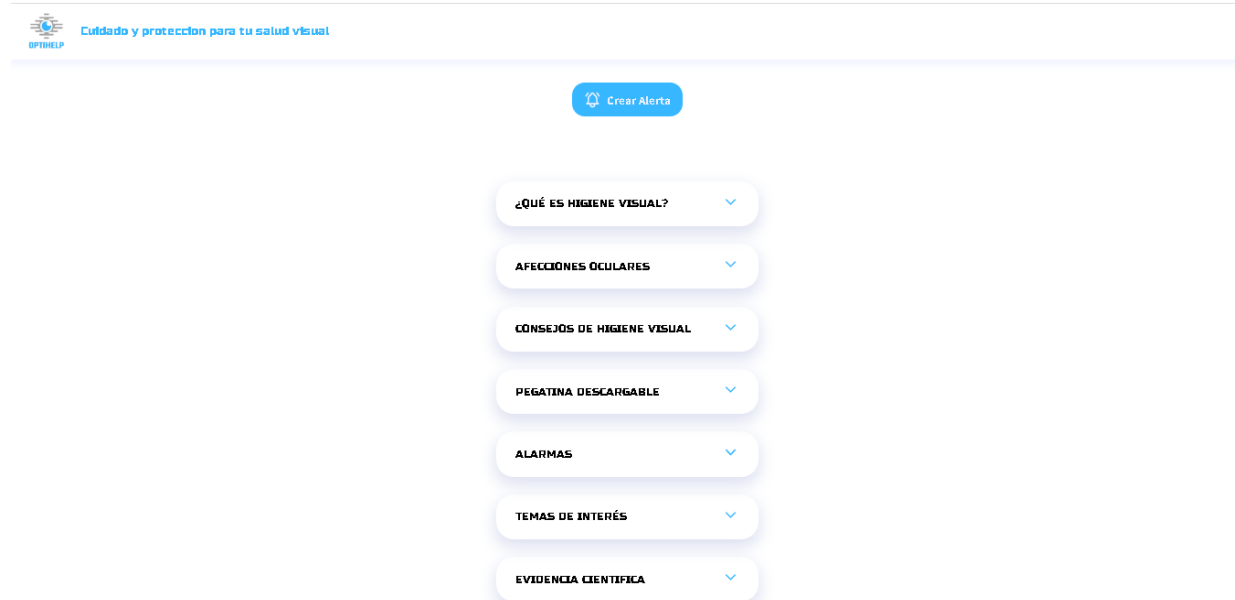 OPTIHELP
Cuidado y proteccion para tu salud visual
Crear Alerta
¿QUÉ ES HIGIENE VISUAL?
AFECCIONES OCULARES
CONSEJOS DE HIGIENE VISUAL
PEGATINA DESCARGABLE
ALARMAS
TEMAS DE INTERÉS
EVIDENCIA CIENTIFICA